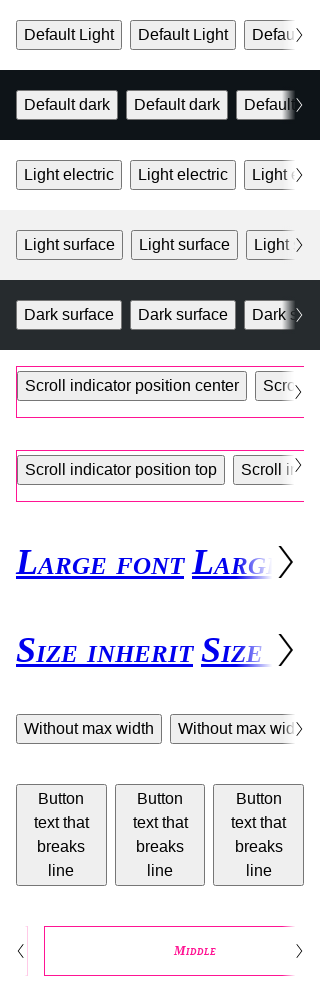 Default Light Default Light Defau
Default dark Default dark Default
Light electric Light electric Light
Light surface Light surface Light
Dark surface Dark surface Dark
Scroll indicator position center Scro
Scroll indicator position top Scroll i
Large font Larg
Size inherit Size
Without max width Without max wid
Button text that breaks line
Button text that breaks line
Button text that breaks line
Middle